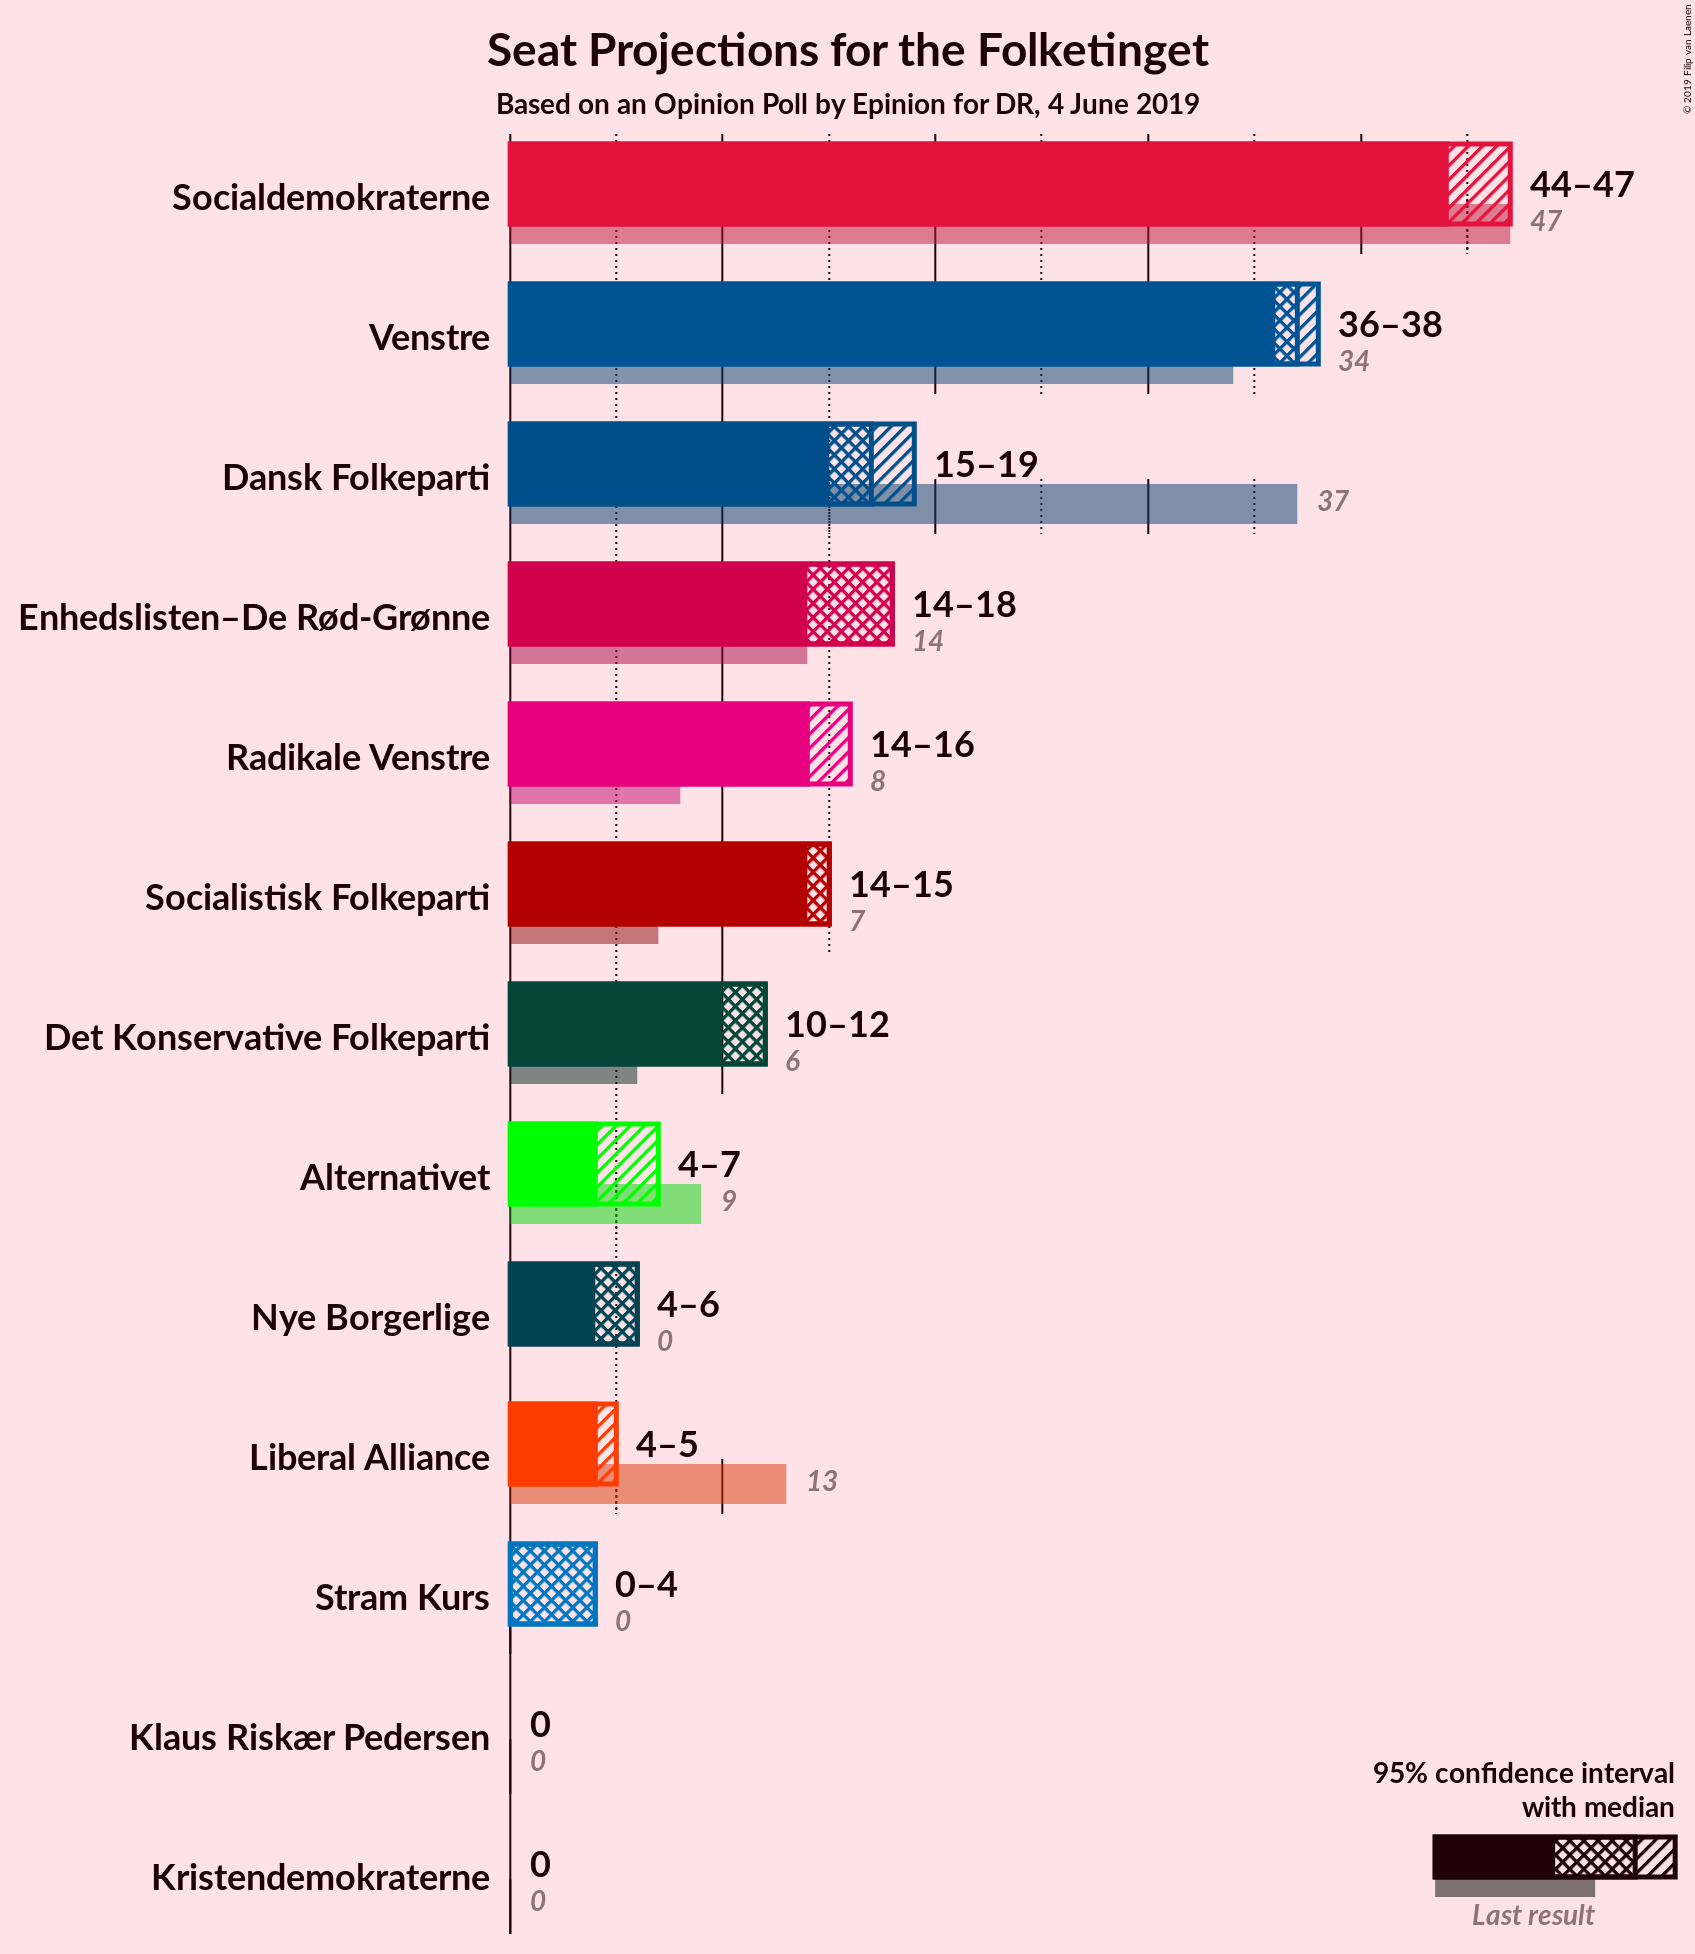 Seat Projections for the Folketinget
Based on an Opinion Poll by Epinion for DR, 4 June 2019
© 2019 Filip van Laenen
Socialdemokraterne
44–47
47
Venstre
36–38
34
Dansk Folkeparti
15–19
37
Enhedslisten–De Rød-Grønne
14–18
14
Radikale Venstre
14–16
8
Socialistisk Folkeparti
14–15
7
Det Konservative Folkeparti
10–12
6
Alternativet
4–7
9
Nye Borgerlige
4–6
0
Liberal Alliance
4–5
13
Stram Kurs
0–4
0
Klaus Riskær Pedersen
0
0
Kristendemokraterne
0
0
95% confidence interval
with median
Last result